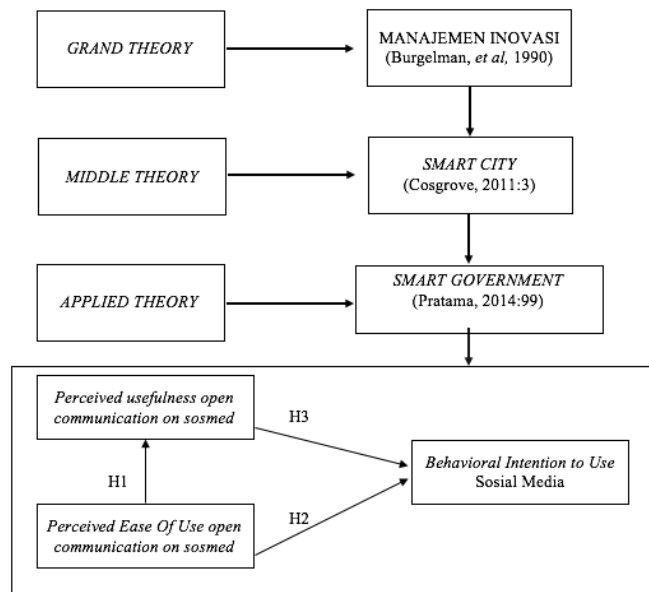 GRAND THEORY
MANAJEMEN INOVASI
(Burgelman, et al, 1990)
MIDDLE THEORY
SMART CITY
(Cosgrove, 2011:3)
APPLIED THEORY
SMART GOVERNMENT
(Pratama, 2014:99)
Perceived usefulness open
communication on sosmed
H3
Behavioral Intention to Use
Sosial Media
H1
H2
Perceived Ease Of Use open
communication on sosmed